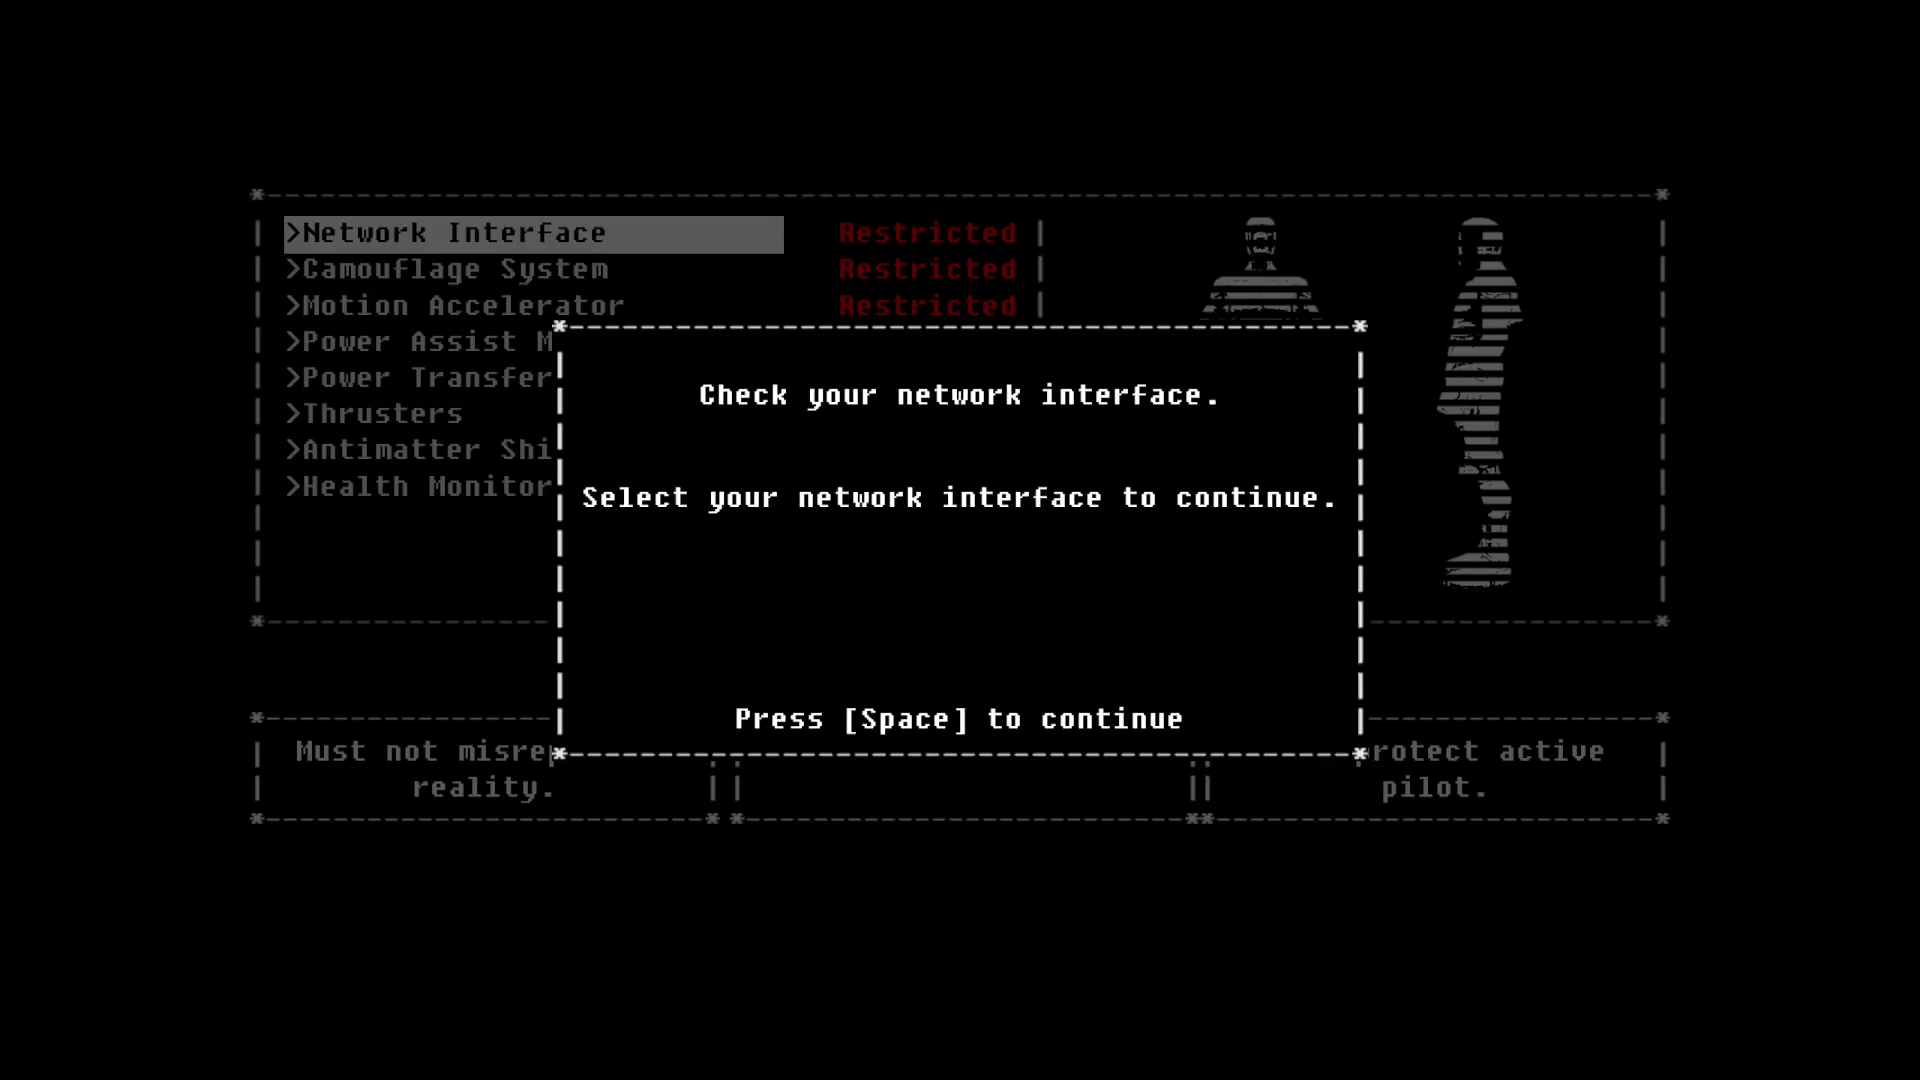 >Network Interface Restricted
>Camouflage System Restricted
>Motion Accelerator Restricted
>Power Assist M
>Power Transfer
>Thrusters
>Antimatter Shi
>Health Monitor
Check your network interface.
Select your network interface to continue.
Press [Space] to continue
Must not misrep
reality.
rotect active
pilot.